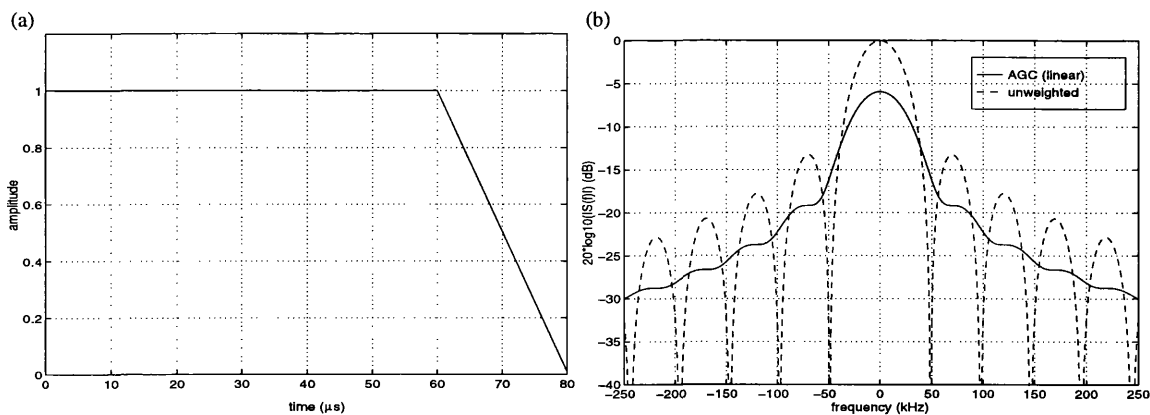 (a)
amplitude
1
0.8
0.6
0.4
0.2
0
0 10 20 30 40 50 60 70 80
time (μs)
(b)
20*log10(|S(f)|) (dB)
0
−5
−10
−15
−20
−25
−30
−35
−40
AGC (linear)
unweighted
−250 −200 −150 −100 −50 0 50 100 150 200 250
frequency (kHz)